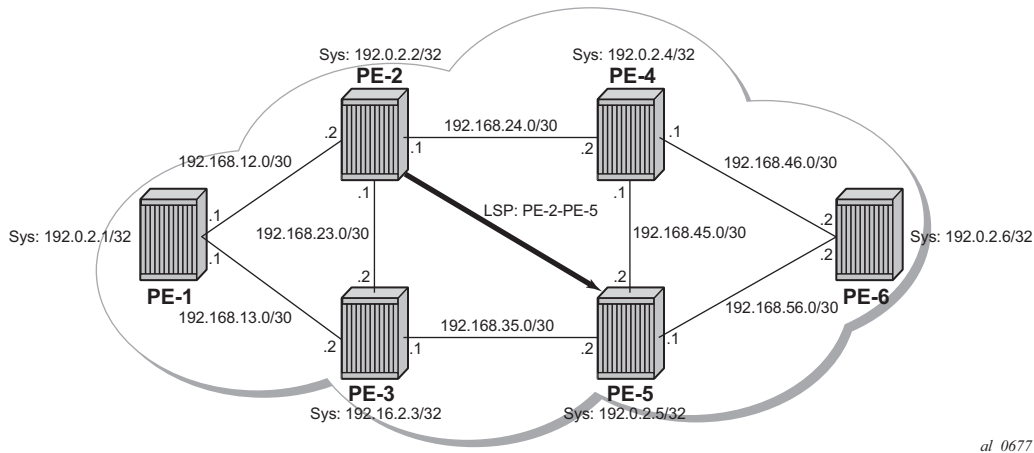 Sys: 192.0.2.2/32
PE-2
Sys: 192.0.2.4/32
PE-4
.2
.1
192.168.24.0/30
.2
.1
192.168.12.0/30
192.168.46.0/30
.1
.1
LSP: PE-2-PE-5
.1
.2
Sys: 192.0.2.1/32
192.168.23.0/30
192.168.45.0/30
Sys: 192.0.2.6/32
.1
.2
PE-1
.2
.2
PE-6
192.168.13.0/30
192.168.35.0/30
192.168.56.0/30
.2
.1
.2
.1
PE-3
PE-5
Sys: 192.16.2.3/32
Sys: 192.0.2.5/32
al_0677